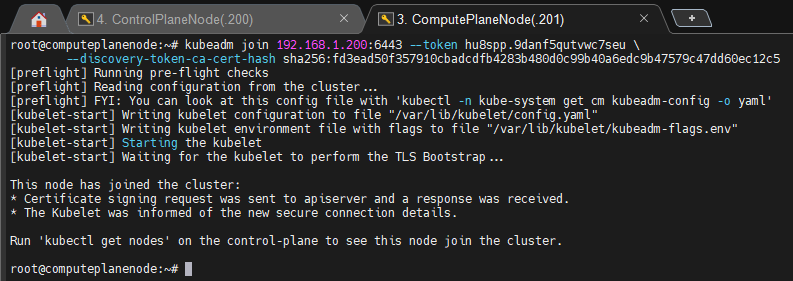 4. ControlPlaneNode(.200)
3. ComputePlaneNode(.201)
root@computeplanenode:~# kubeadm join 192.168.1.200:6443 --token hu8spp.9danf5qutvwc7seu \
--discovery-token-ca-cert-hash sha256:fd3ead50f357910cbadcdfb4283b480d0c99b40a6edc9b47579c47dd60ec12c5
[preflight] Running pre-flight checks
[preflight] Reading configuration from the cluster...
[preflight] FYI: You can look at this config file with 'kubectl -n kube-system get cm kubeadm-config -o yaml'
[kubelet-start] Writing kubelet configuration to file "/var/lib/kubelet/config.yaml"
[kubelet-start] Writing kubelet environment file with flags to file "/var/lib/kubelet/kubeadm-flags.env"
[kubelet-start] Starting the kubelet
[kubelet-start] Waiting for the kubelet to perform the TLS Bootstrap...
This node has joined the cluster:
* Certificate signing request was sent to apiserver and a response was received.
* The Kubelet was informed of the new secure connection details.
Run 'kubectl get nodes' on the control-plane to see this node join the cluster.
root@computeplanenode:~#